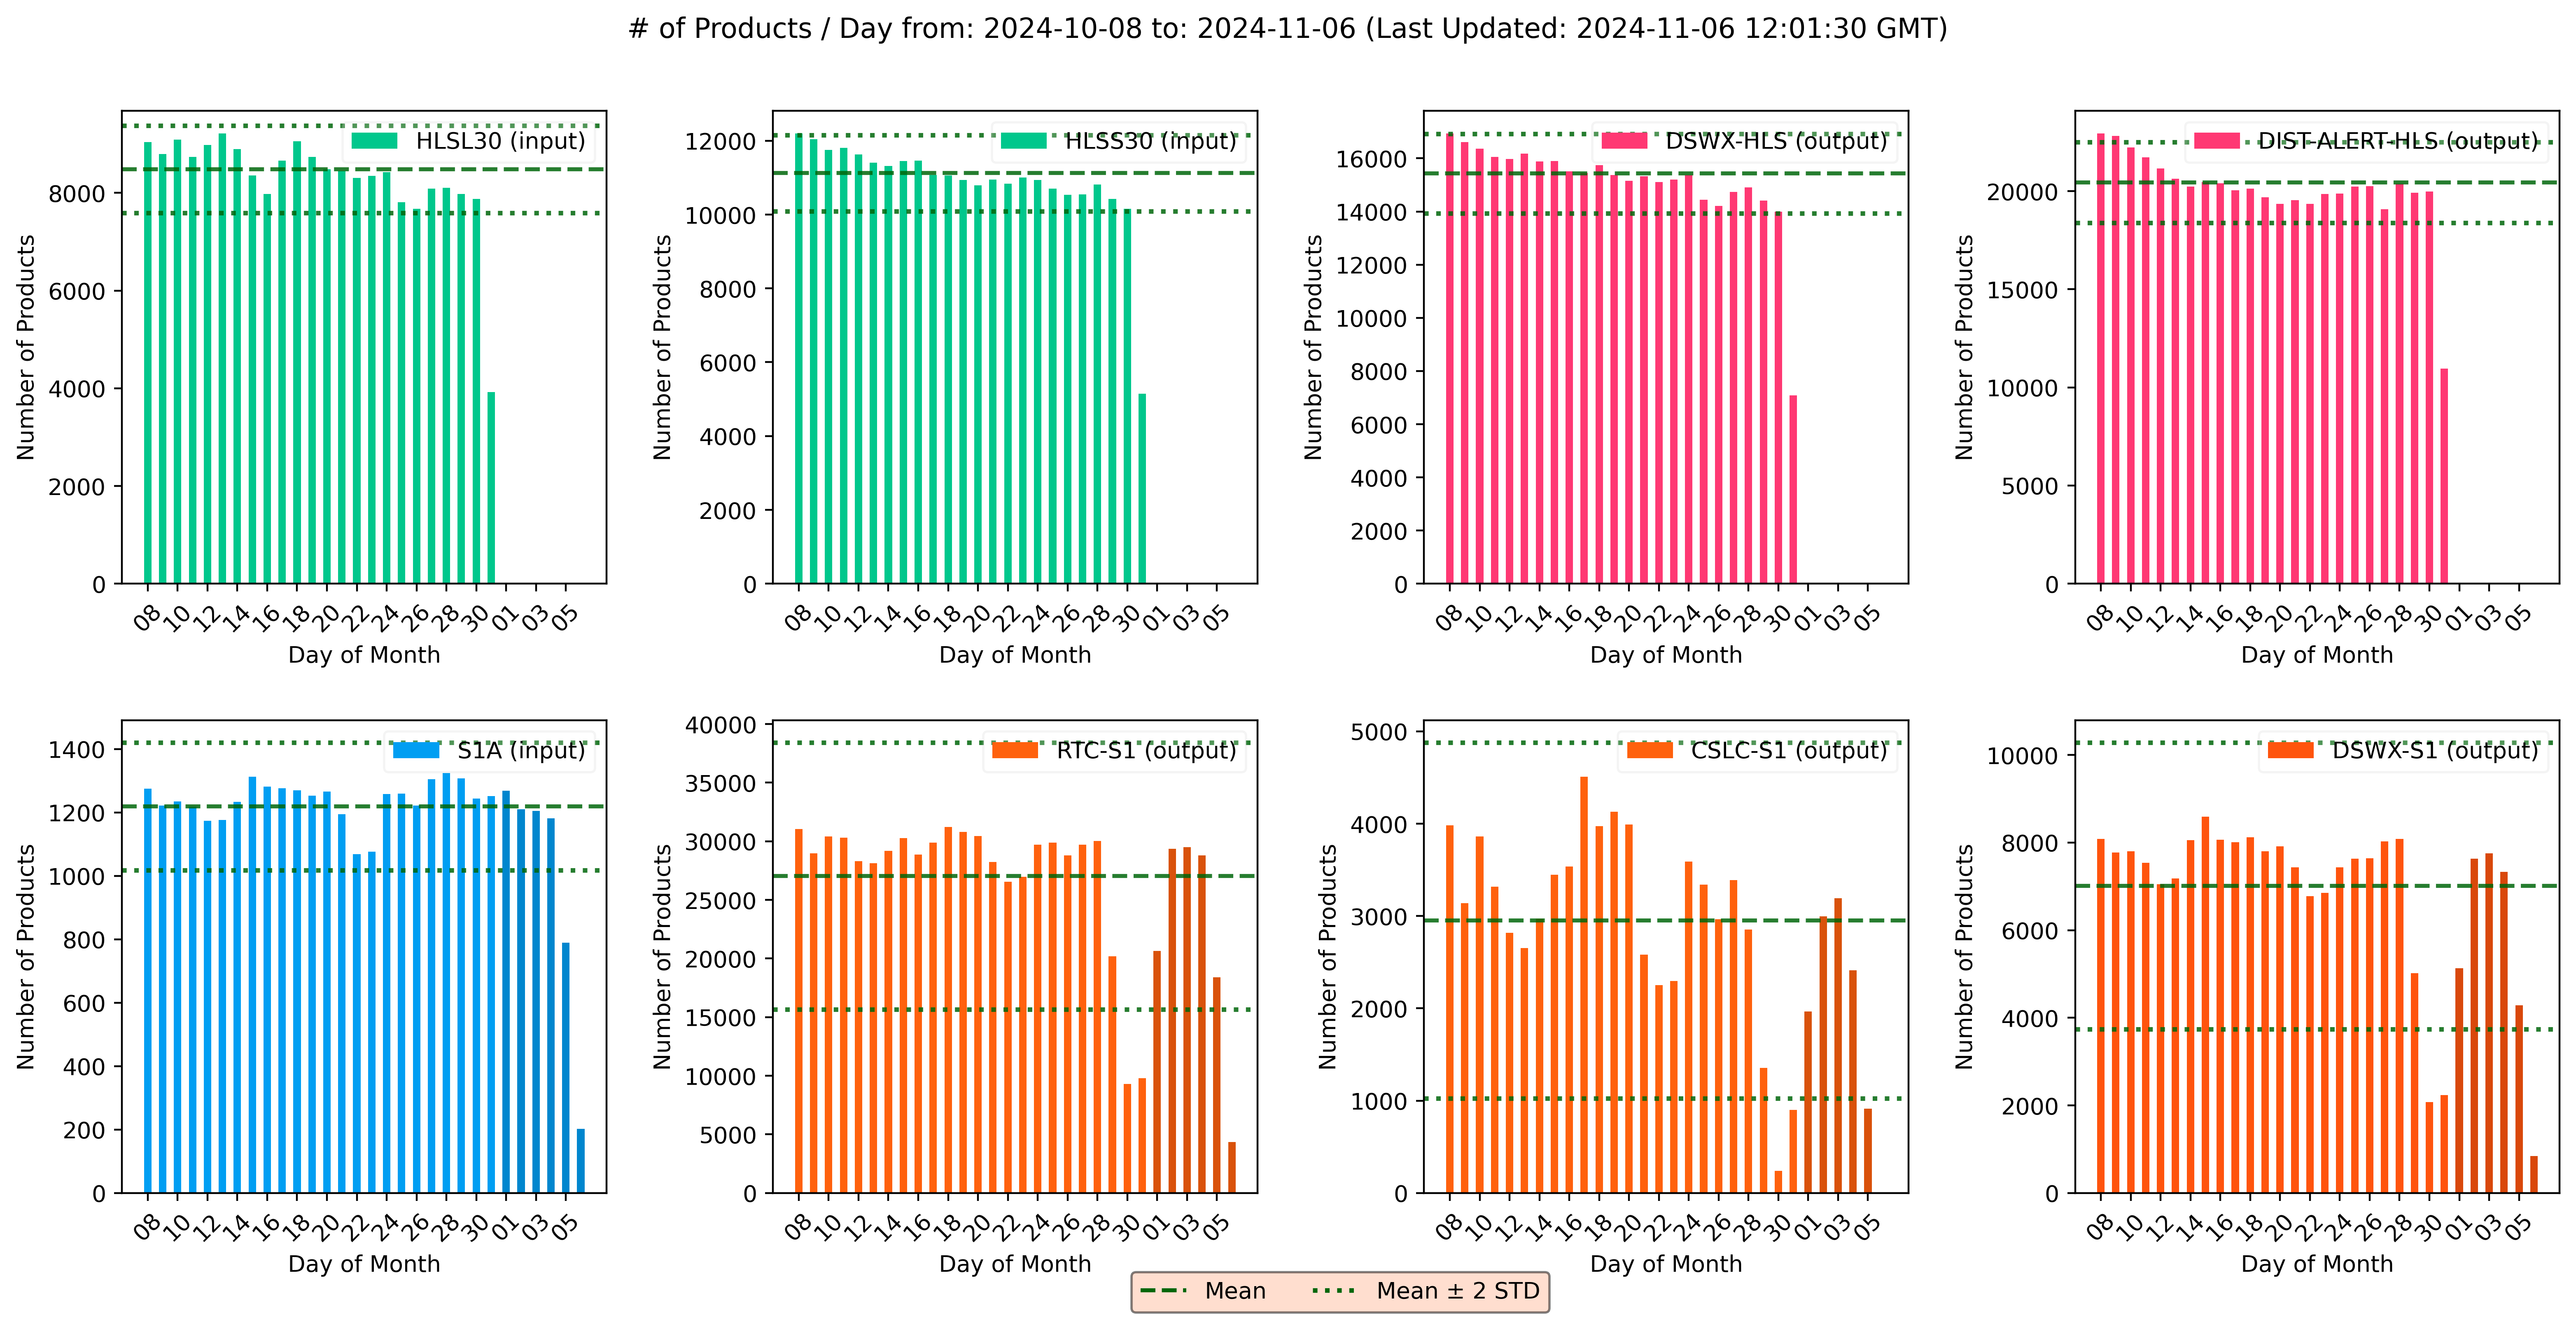 # of Products / Day from: 2024-10-08 to: 2024-11-06 (Last Updated: 2024-11-06 12:01:30 GMT)
HLSL30 (input)
Number of Products
8000
6000
4000
2000
0
08 10 12 14 16 18 20 22 24 26 28 30 01 03 05
Day of Month
HLSS30 (input)
Number of Products
12000
10000
8000
6000
4000
2000
0
08 10 12 14 16 18 20 22 24 26 28 30 01 03 05
Day of Month
DSWX-HLS (output)
Number of Products
16000
14000
12000
10000
8000
6000
4000
2000
0
08 10 12 14 16 18 20 22 24 26 28 30 01 03 05
Day of Month
DIST-ALERT-HLS (output)
Number of Products
20000
15000
10000
5000
0
08 10 12 14 16 18 20 22 24 26 28 30 01 03 05
Day of Month
S1A (input)
Number of Products
1400
1200
1000
800
600
400
200
0
08 10 12 14 16 18 20 22 24 26 28 30 01 03 05
Day of Month
RTC-S1 (output)
Number of Products
40000
35000
30000
25000
20000
15000
10000
5000
0
08 10 12 14 16 18 20 22 24 26 28 30 01 03 05
Day of Month
CSLC-S1 (output)
Number of Products
5000
4000
3000
2000
1000
0
08 10 12 14 16 18 20 22 24 26 28 30 01 03 05
Day of Month
DSWX-S1 (output)
Number of Products
10000
8000
6000
4000
2000
0
08 10 12 14 16 18 20 22 24 26 28 30 01 03 05
Day of Month
Mean
Mean ± 2 STD